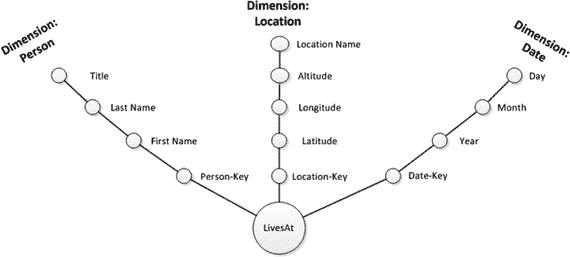 Dimension:
Person
Title
Last Name
First Name
Person-Key
Dimension:
Location
Location Name
Altitude
Longitude
Latitude
Location-Key
Dimension:
Date
Day
Month
Year
Date-Key
LivesAt